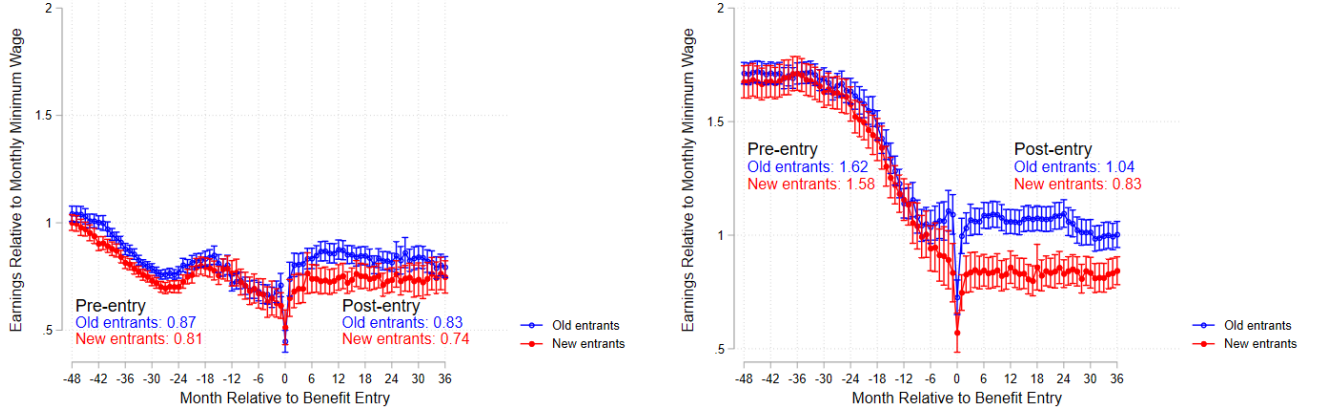 2
1.5
1
.5
Earnings Relative to Monthly Minimum Wage
Pre-entry
Old entrants: 0.87
New entrants: 0.81
Post-entry
Old entrants: 0.83
New entrants: 0.74
-48 -42 -36 -30 -24 -18 -12 -6 0 6 12 18 24 30 36
Month Relative to Benefit Entry
Old entrants
New entrants
2
1.5
1
.5
Earnings Relative to Monthly Minimum Wage
Pre-entry
Old entrants: 1.62
New entrants: 1.58
Post-entry
Old entrants: 1.04
New entrants: 0.83
-48 -42 -36 -30 -24 -18 -12 -6 0 6 12 18 24 30 36
Month Relative to Benefit Entry
Old entrants
New entrants